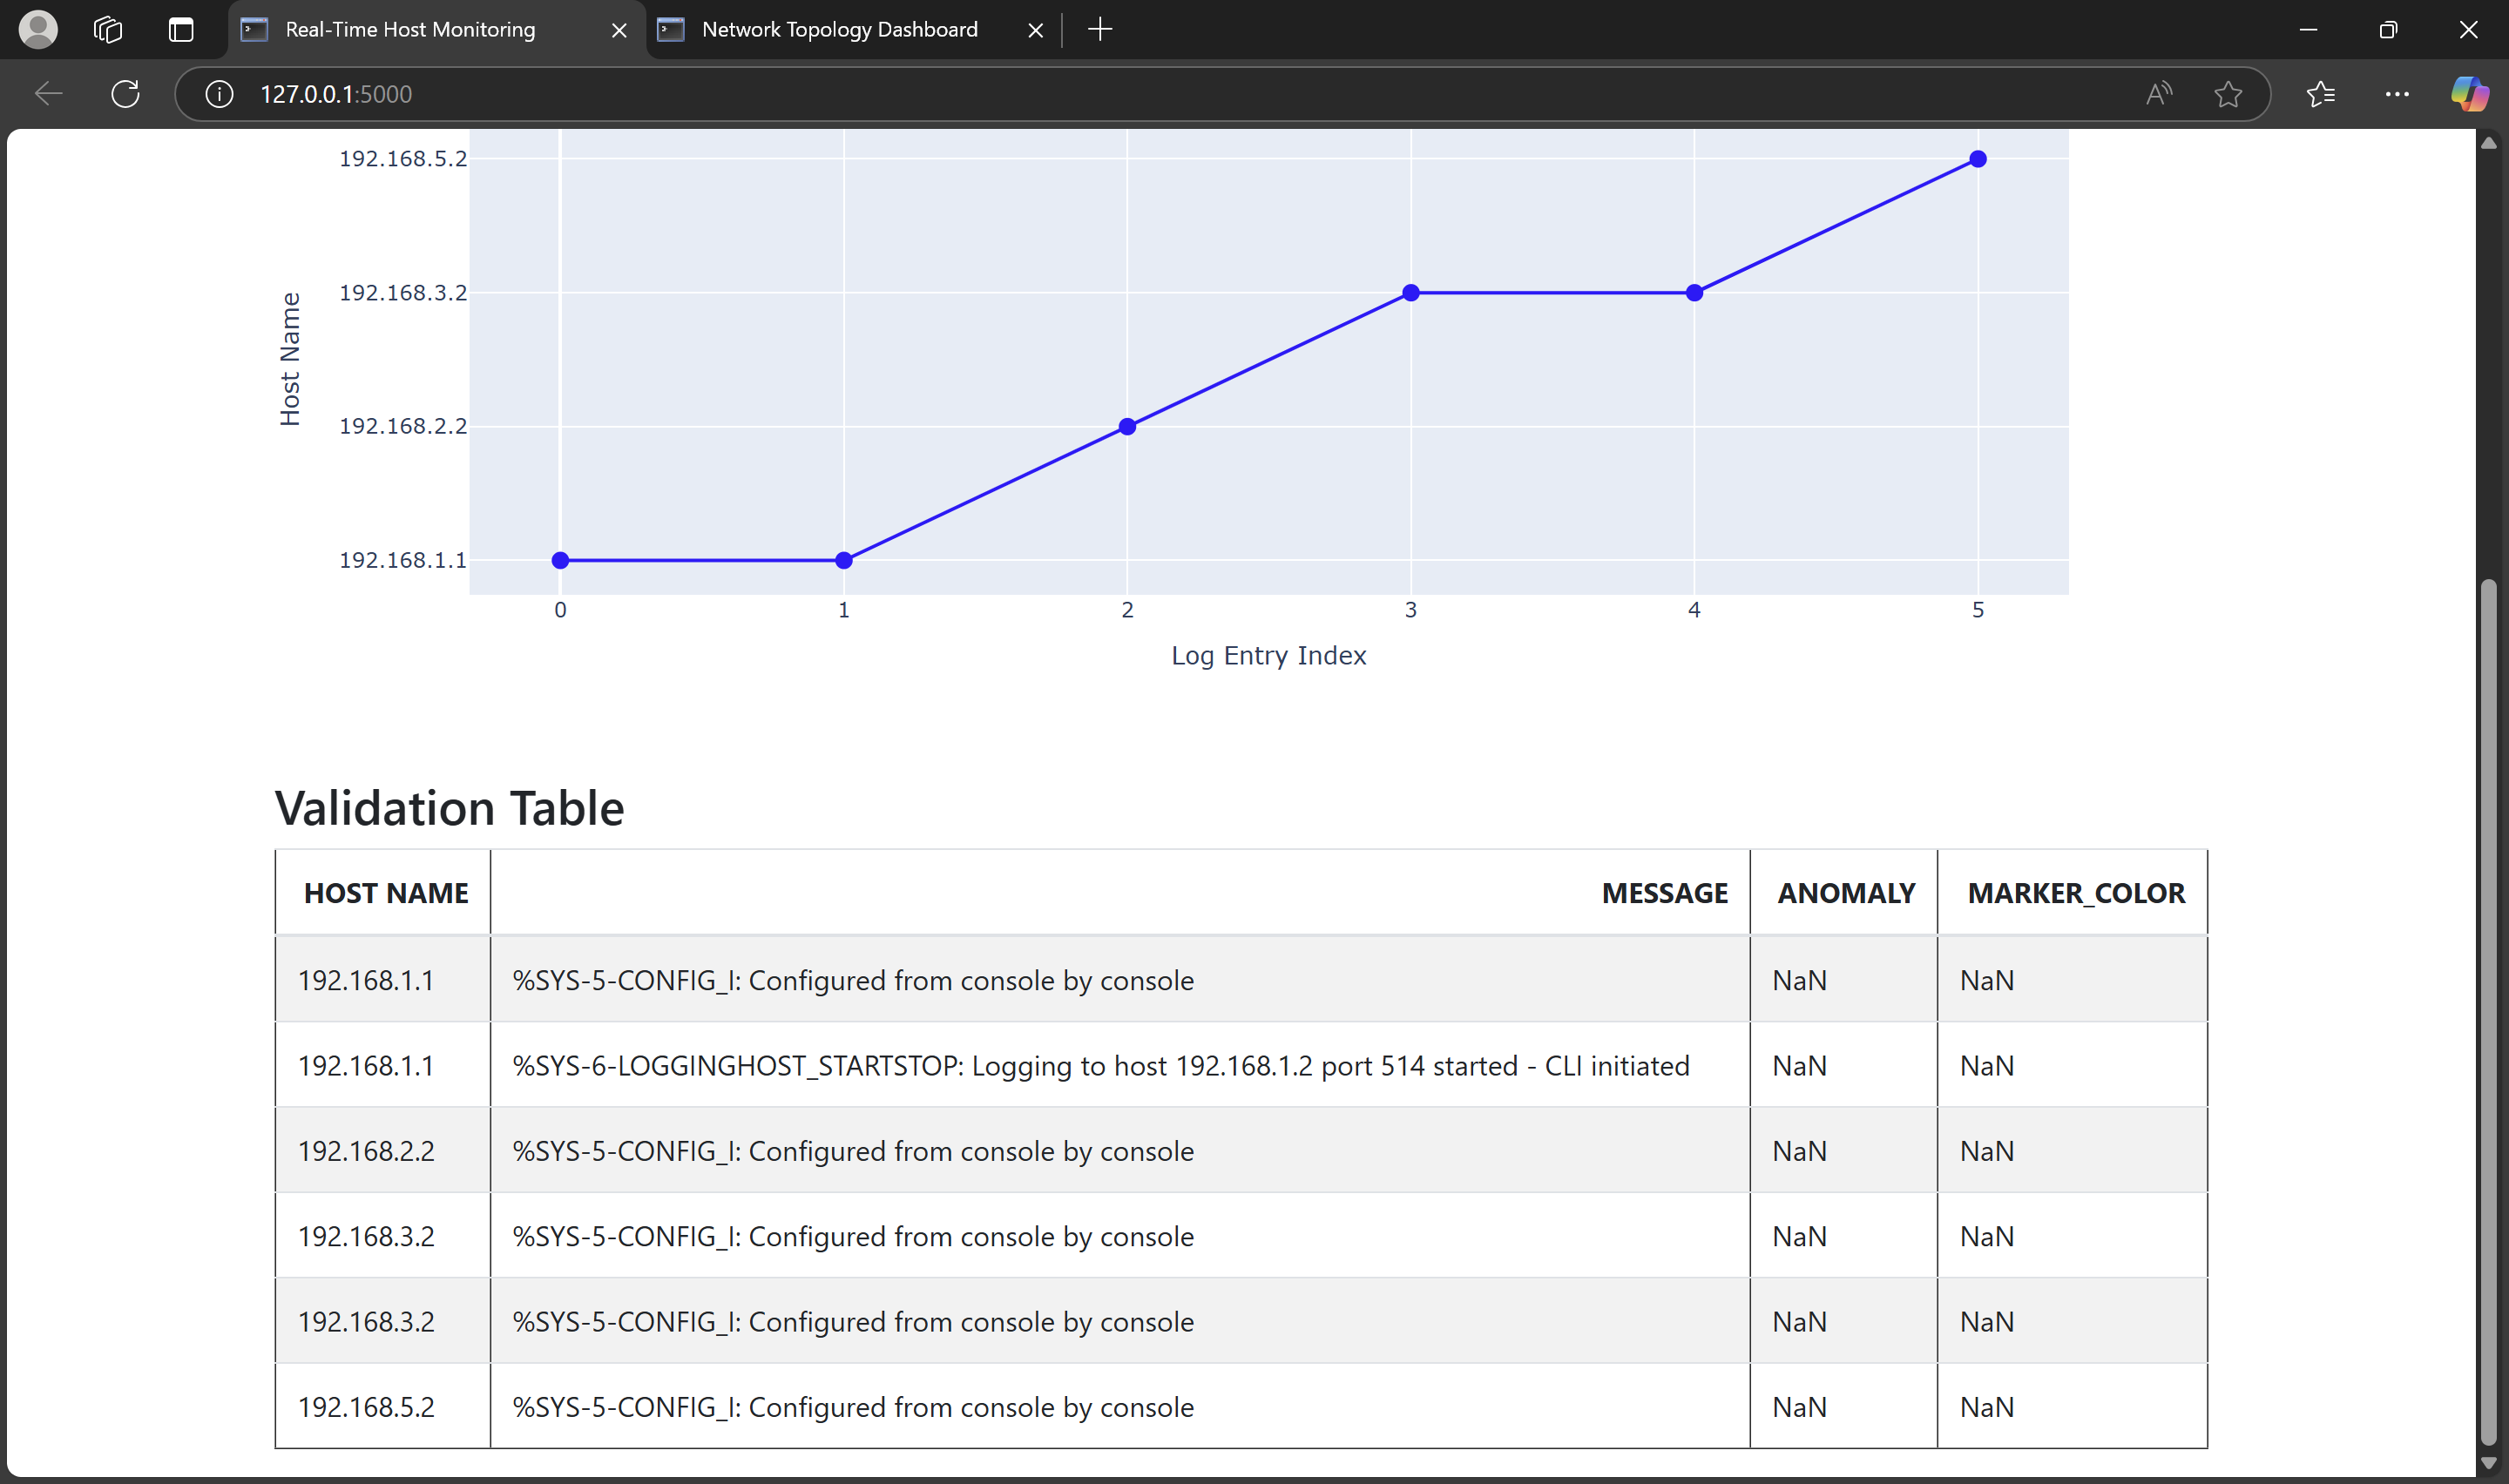 Real-Time Host Monitoring
Network Topology Dashboard
127.0.0.1:5000
192.168.5.2
192.168.3.2
192.168.2.2
192.168.1.1
Host Name
0 1 2 3 4 5
Log Entry Index
Validation Table
HOST NAME MESSAGE ANOMALY MARKER_COLOR
192.168.1.1 %SYS-5-CONFIG_I: Configured from console by console NaN NaN
192.168.1.1 %SYS-6-LOGGINGHOST_STARTSTOP: Logging to host 192.168.1.2 port 514 started - CLI initiated NaN NaN
192.168.2.2 %SYS-5-CONFIG_I: Configured from console by console NaN NaN
192.168.3.2 %SYS-5-CONFIG_I: Configured from console by console NaN NaN
192.168.3.2 %SYS-5-CONFIG_I: Configured from console by console NaN NaN
192.168.5.2 %SYS-5-CONFIG_I: Configured from console by console NaN NaN